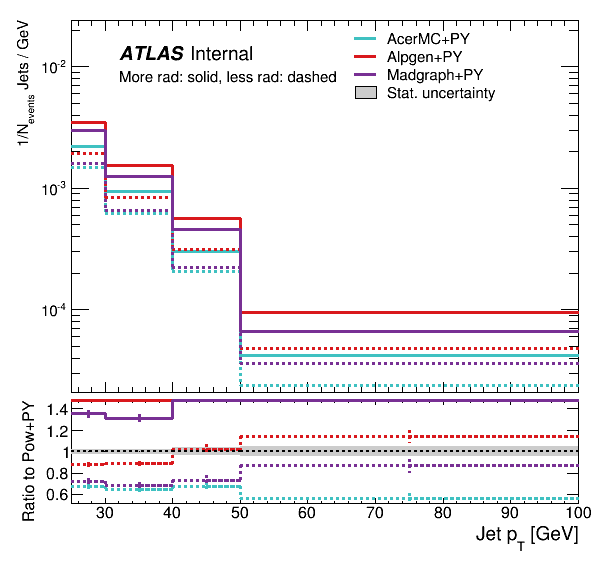 ATLAS Internal
More rad: solid, less rad: dashed
AcerMC+PY
Alpgen+PY
Madgraph+PY
Stat. uncertainty
1/N_events Jets / GeV
10^-2
10^-3
10^-4
Ratio to Pow+PY
1.4
1.2
1
0.8
0.6
30 40 50 60 70 80 90 100
Jet p_T [GeV]